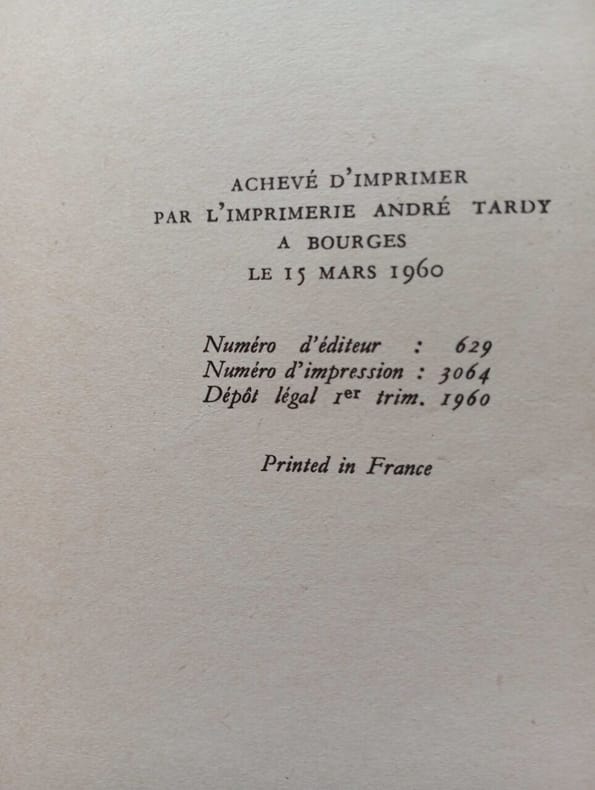 ACHEVÉ D'IMPRIMER
PAR L'IMPRIMERIE ANDRÉ TARDY
A BOURGES
LE 15 MARS 1960
Numéro d'éditeur : 629
Numéro d'impression : 3064
Dépôt légal 1er trim. 1960
Printed in France